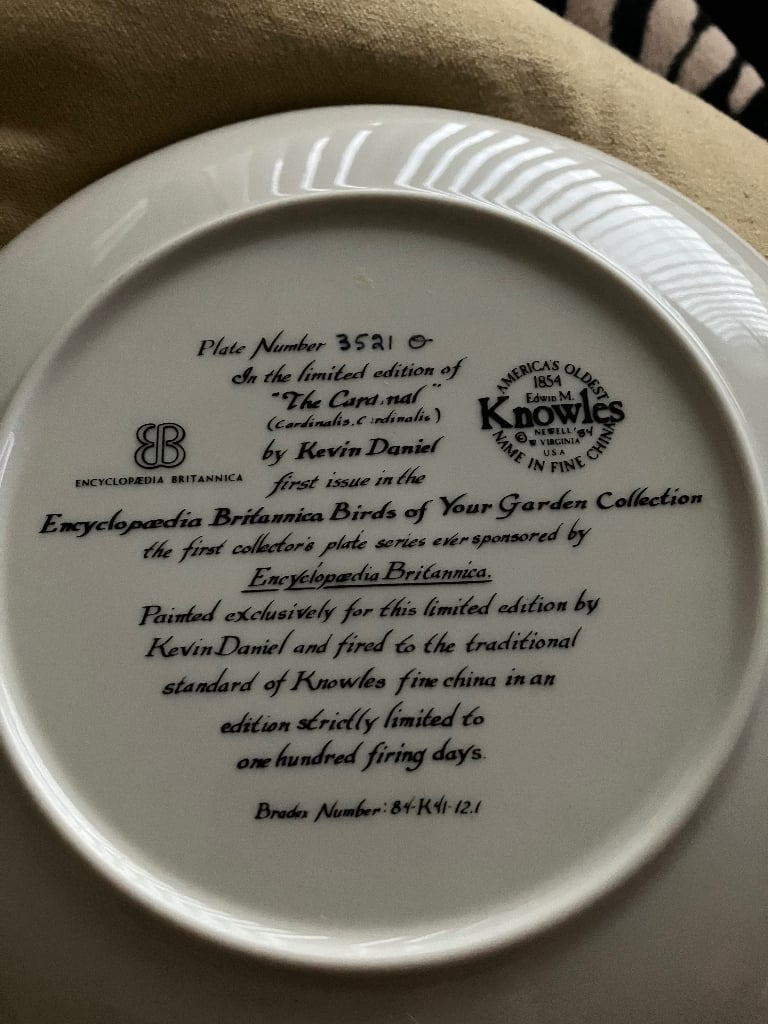 Plate Number 3521 O
In the limited edition of
"The Cardinal"
(Cardinalis Cardinalis)
by Kevin Daniel
first issue in the
Encyclopædia Britannica Birds of Your Garden Collection
the first collector's plate series ever sponsored by
Encyclopædia Britannica.
Painted exclusively for this limited edition by
Kevin Daniel and fired to the traditional
standard of Knowles fine china in an
edition strictly limited to
one hundred firing days.
Bradex Number: 84-K41-12.1
ENCYCLOPÆDIA BRITANNICA
AMERICA'S OLDEST
1854
Edwin M.
Knowles
© NEWELL '84
W VIRGINIA
U.S.A
NAME IN FINE CHINA